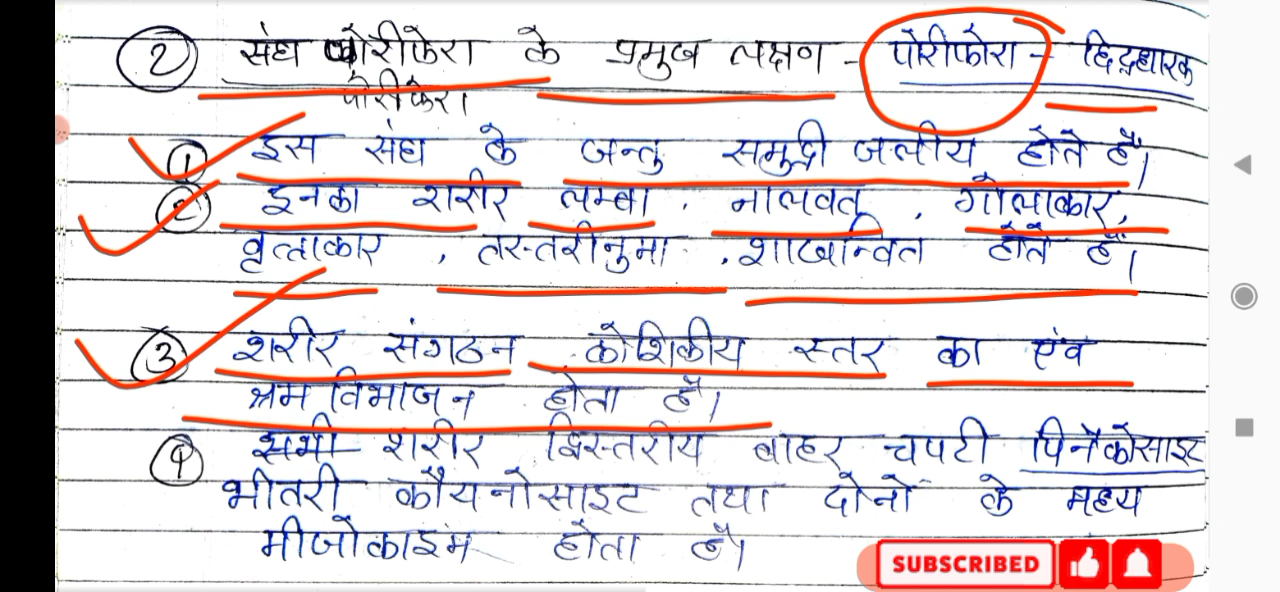 ② संघ पोरीफेरा के प्रमुख लक्षण - पोरीफोरा - छिद्रधारक
पोरीफेरा
① इस संघ के जन्तु समुद्री जलीय होते है।
② इनका शरीर लम्बा, नालवत, गोलाकार,
वृत्ताकार, तस्तरीनुमा, शाखान्वित होते है।
③ शरीर संगठन कोशिकीय स्तर का एंव
श्रम विभाजन होता है।
④ सभी शरीर द्विस्तरीय बाहर चपटी पिनैकोसाइट
भीतरी कौयनोसाइट तथा दोनों के मध्य
मीजोकाइम होता है।
SUBSCRIBED